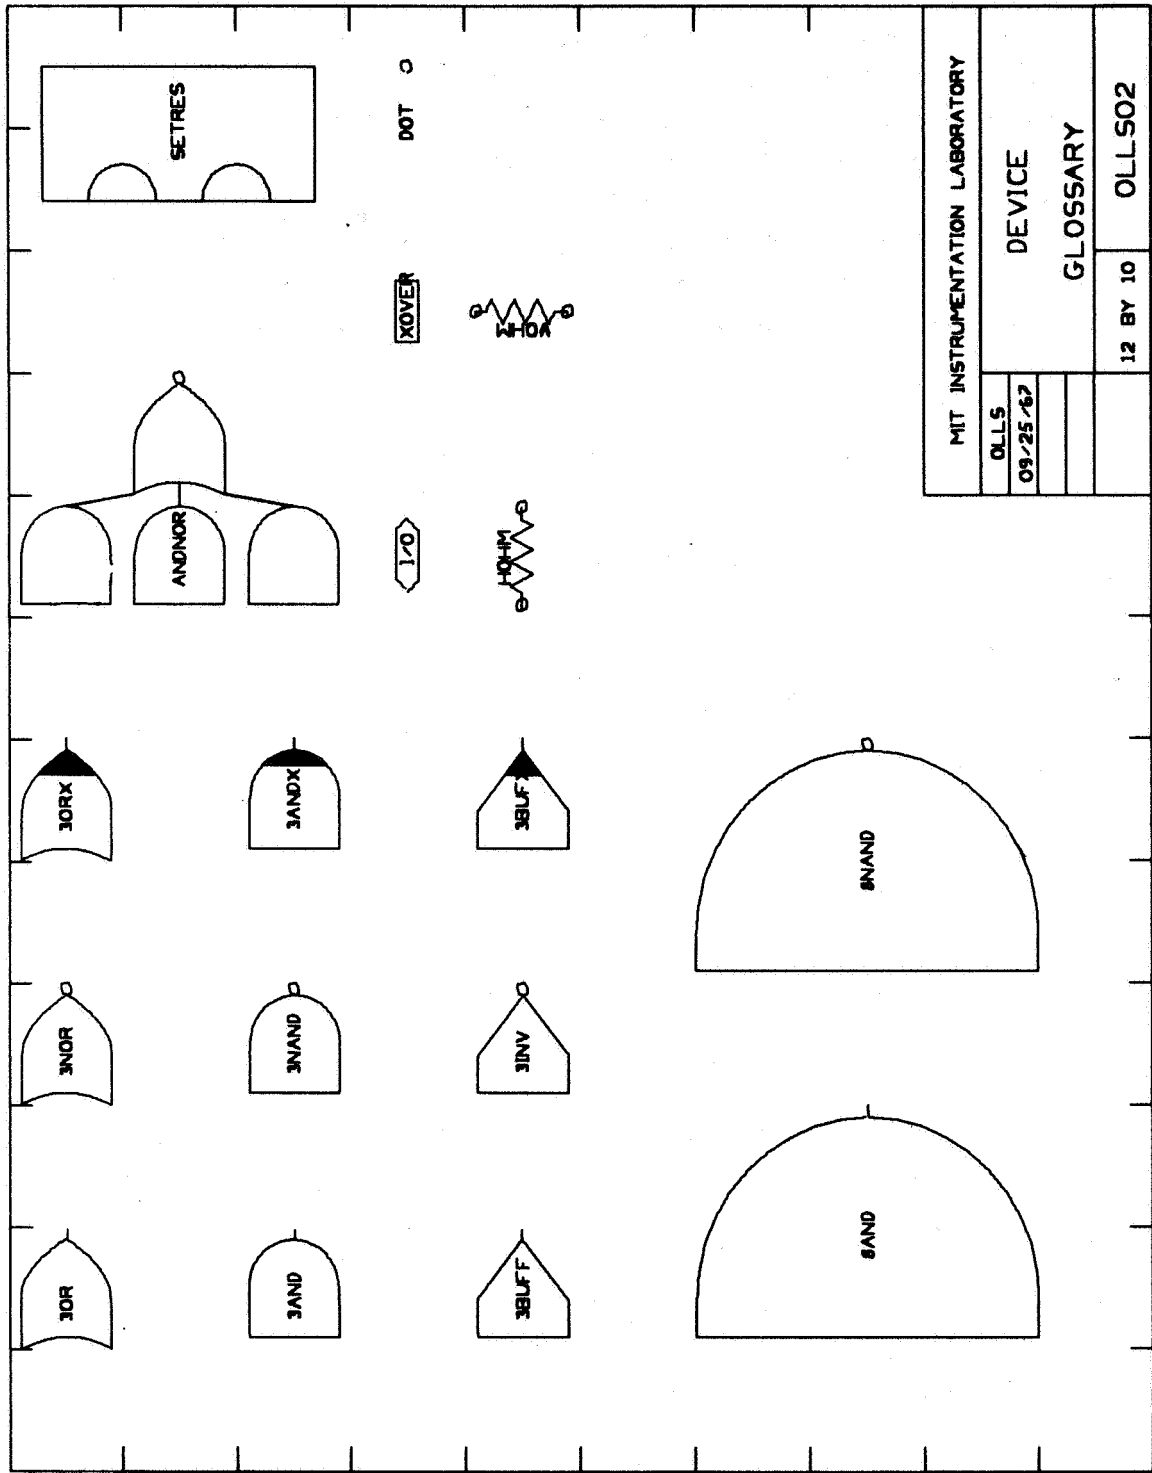 3OR
3NOR
3ORX
ANDNOR
SETRES
3AND
3NAND
3ANDX
I/O
XOVER
DOT
3BUFF
3INV
3BUFX
HOHM
VOHM
8AND
8NAND
MIT INSTRUMENTATION LABORATORY
OLLS
09/25/67
DEVICE
GLOSSARY
12 BY 10
OLLS02